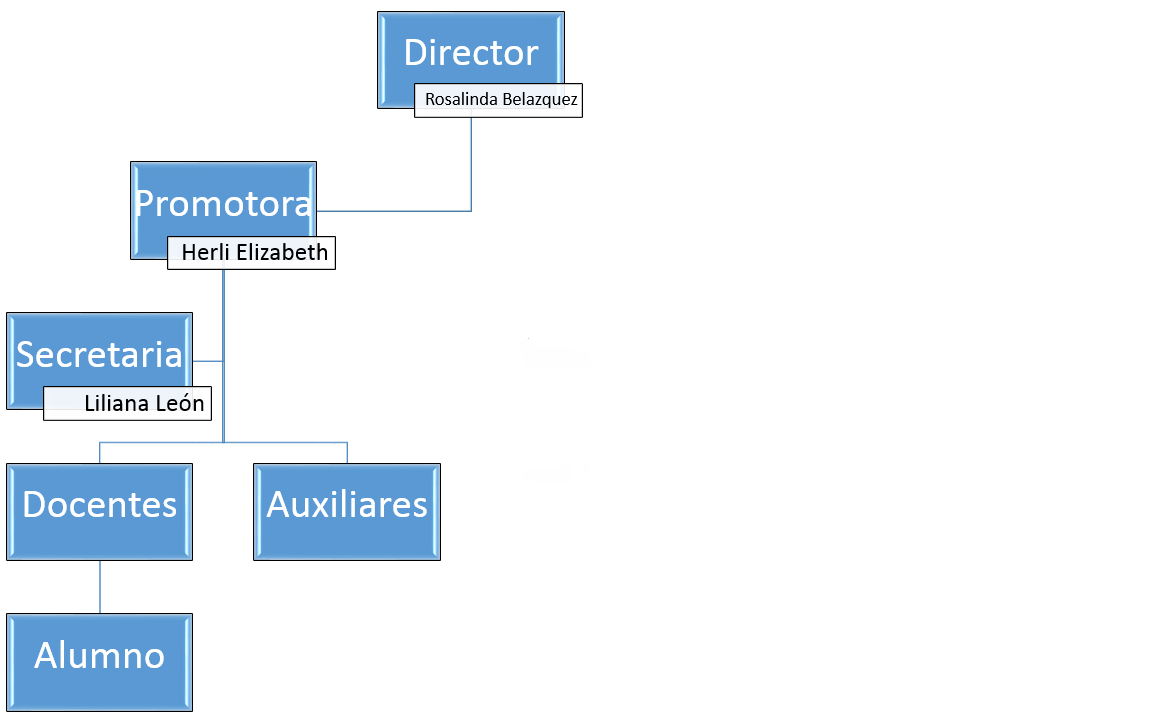 Director
Rosalinda Belazquez
Promotora
Herli Elizabeth
Secretaria
Liliana León
Docentes
Auxiliares
Alumno